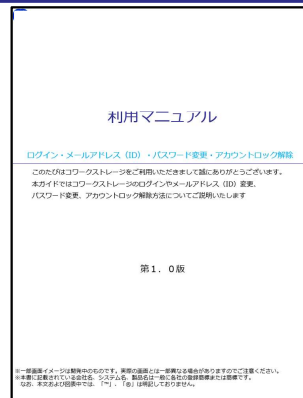 利用マニュアル
ログイン・メールアドレス（ID）・パスワード変更・アカウントロック解除
このたびはコワークストレージをご利用いただきまして誠にありがとうございます。
本ガイドではコワークストレージのログインやメールアドレス（ID）変更、
パスワード変更、アカウントロック解除方法についてご説明いたします
第１．０版
※一部画面イメージは開発中のものです。実際の画面とは一部異なる場合がありますのでご注意ください。
※本書に記載されている会社名、システム名、製品名は一般に各社の登録商標または商標です。
なお、本文および図表中では、「™」、「®」は明記しておりません。